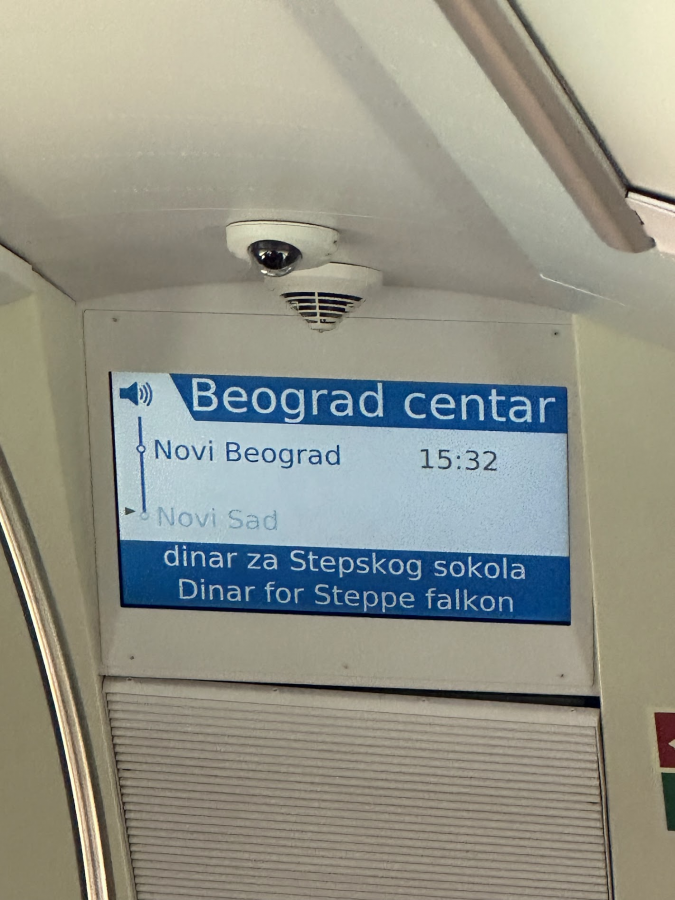 Beograd centar
Novi Beograd 15:32
Novi Sad
dinar za Stepskog sokola
Dinar for Steppe falkon